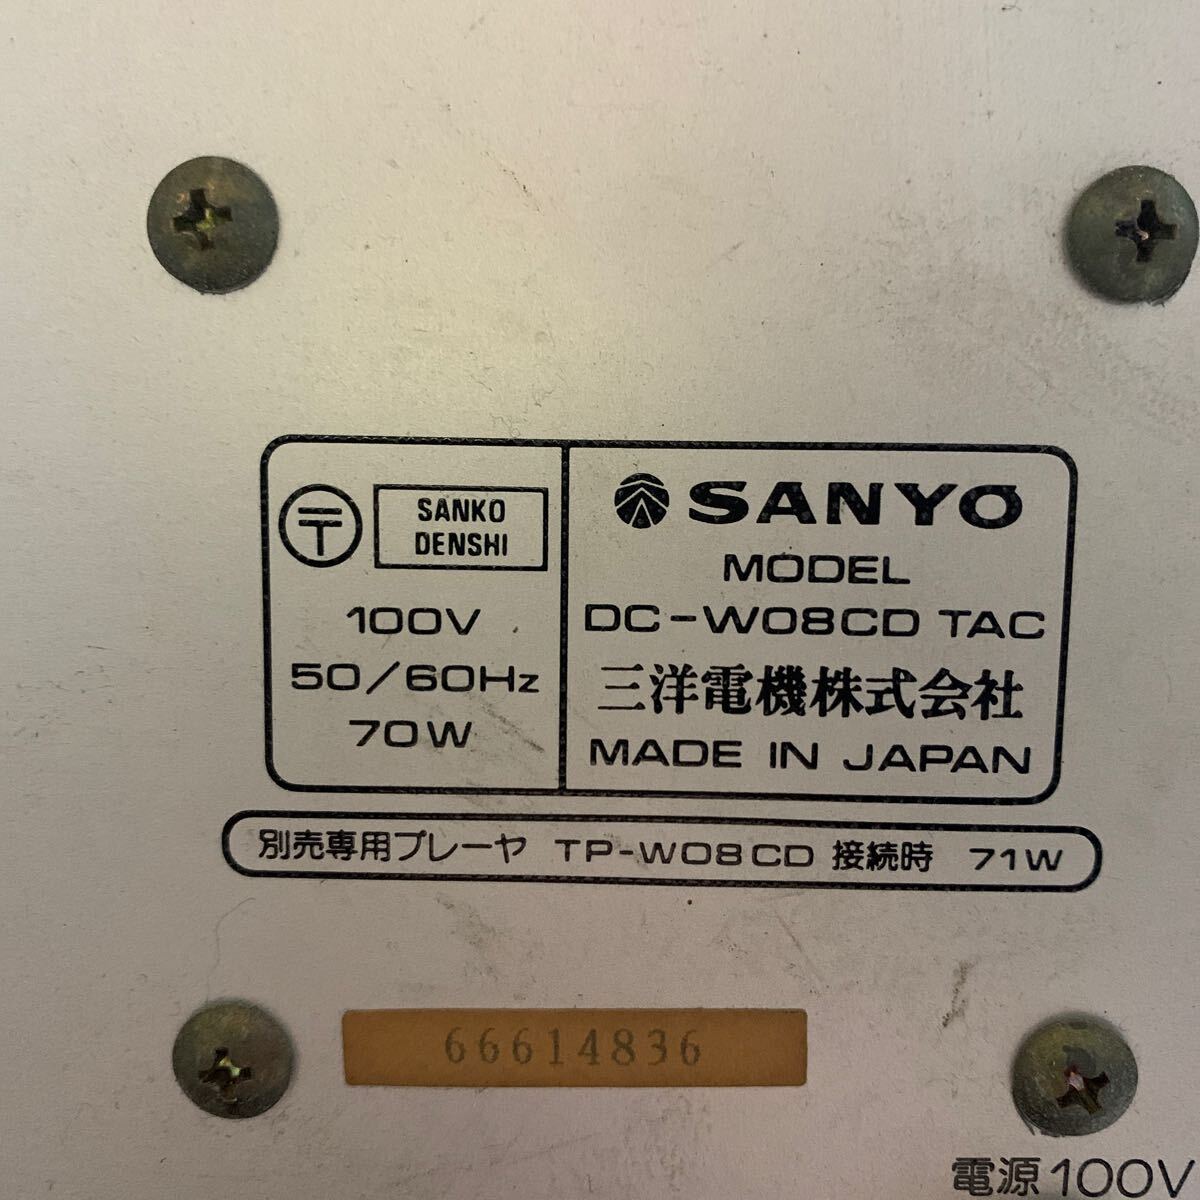 〒
SANKO
DENSHI
100V
50/60Hz
70W
SANYO
MODEL
DC-W08CD TAC
三洋電機株式会社
MADE IN JAPAN
別売専用プレーヤ TP-W08CD 接続時 71W
66614836
電源100V